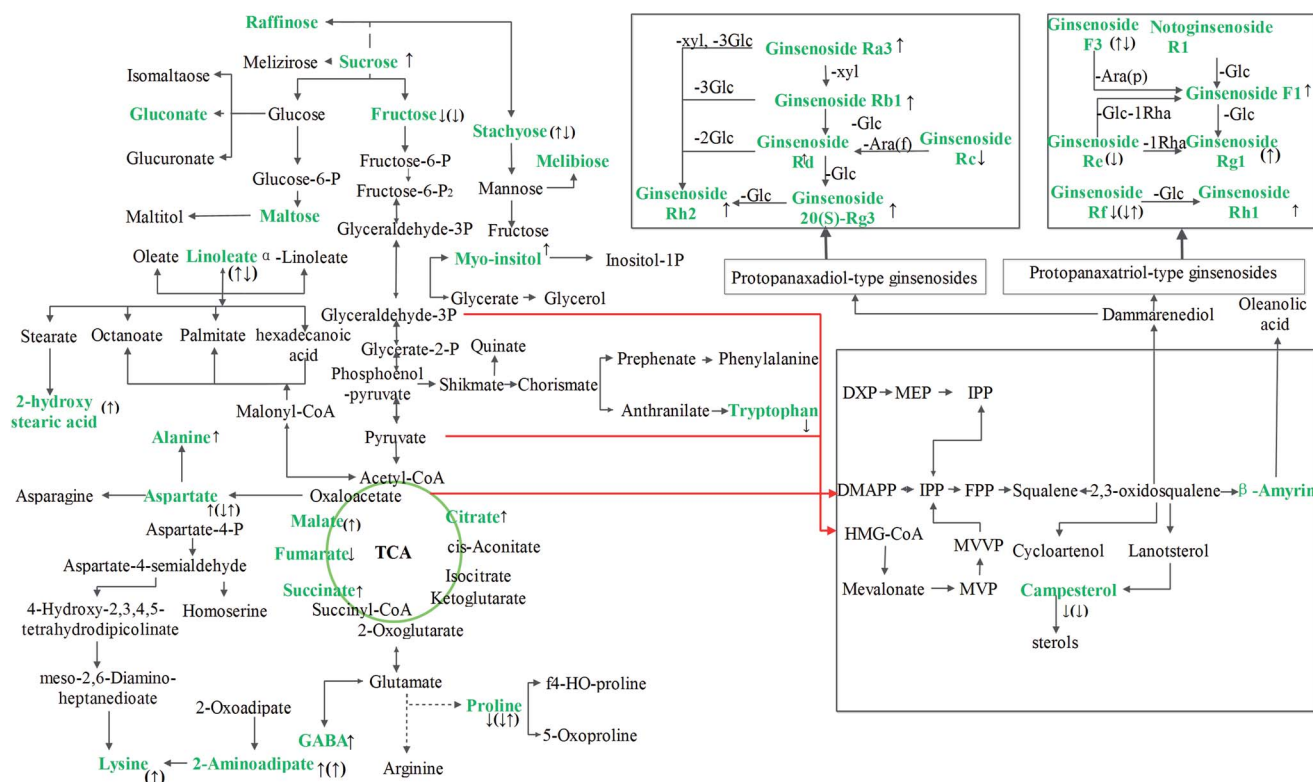 Raffinose
Melizirose
Sucrose ↑
Isomaltaose
Gluconate
Glucose
Glucuronate
Fructose ↓(↓)
Stachyose (↑↓)
Melibiose
Fructose-6-P
Glucose-6-P
Fructose-6-P2
Mannose
Maltitol
Maltose
Glyceraldehyde-3P
Fructose
Oleate
Linoleate
(↑↓)
α-Linoleate
Myo-insitol ↑
Inositol-1P
Glycerate
Glycerol
Stearate
Octanoate
Palmitate
hexadecanoic
acid
Glyceraldehyde-3P
Glycerate-2-P
Quinate
Phosphoenol
-pyruvate
Shikmate
Chorismate
Prephenate
Phenylalanine
Anthranilate
Tryptophan
↓
2-hydroxy
stearic acid
(↑)
Malonyl-CoA
Pyruvate
Alanine ↑
Acetyl-CoA
Asparagine
Aspartate
↑(↓↑)
Oxaloacetate
Malate (↑)
Citrate ↑
Fumarate ↓
TCA
cis-Aconitate
Succinate ↑
Isocitrate
Succinyl-CoA
Ketoglutarate
2-Oxoglutarate
Aspartate-4-P
Aspartate-4-semialdehyde
4-Hydroxy-2,3,4,5-
tetrahydrodipicolinate
Homoserine
meso-2,6-Diamino-
heptanedioate
2-Oxoadipate
Glutamate
Lysine (↑)
2-Aminoadipate ↑(↑)
GABA ↑
Proline
↓(↓↑)
f4-HO-proline
5-Oxoproline
Arginine
-xyl, -3Glc
Ginsenoside Ra3 ↑
-xyl
-3Glc
Ginsenoside Rb1 ↑
-Glc
-2Glc
Ginsenoside
Rd ↑
-Ara(f)
Ginsenoside
Rc ↓
-Glc
Ginsenoside
Rh2 ↑
-Glc
Ginsenoside
20(S)-Rg3 ↑
Protopanaxadiol-type ginsenosides
Ginsenoside
F3 (↑↓)
Notoginsenoside
R1
-Ara(p)
-Glc
Ginsenoside F1 ↑
-Glc-1Rha
-Glc
Ginsenoside
Re (↓)
-1Rha
Ginsenoside
Rg1 (↑)
Ginsenoside
Rf ↓(↓↑)
-Glc
Ginsenoside
Rh1 ↑
Protopanaxatriol-type ginsenosides
Dammarenediol
Oleanolic
acid
DXP
MEP
IPP
DMAPP
IPP
FPP
Squalene
2,3-oxidosqualene
β -Amyrin
HMG-CoA
MVVP
Cycloartenol
Lanotsterol
Mevalonate
MVP
Campesterol
↓(↓)
sterols